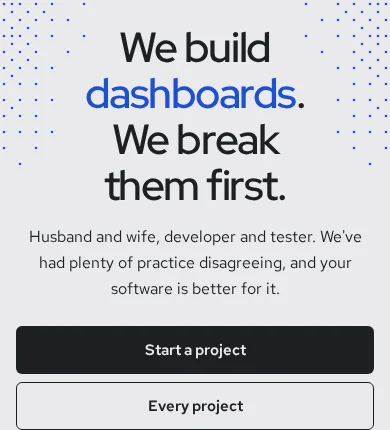 We build
dashboards.
We break
them first.
Husband and wife, developer and tester. We've
had plenty of practice disagreeing, and your
software is better for it.
Start a project
Every project